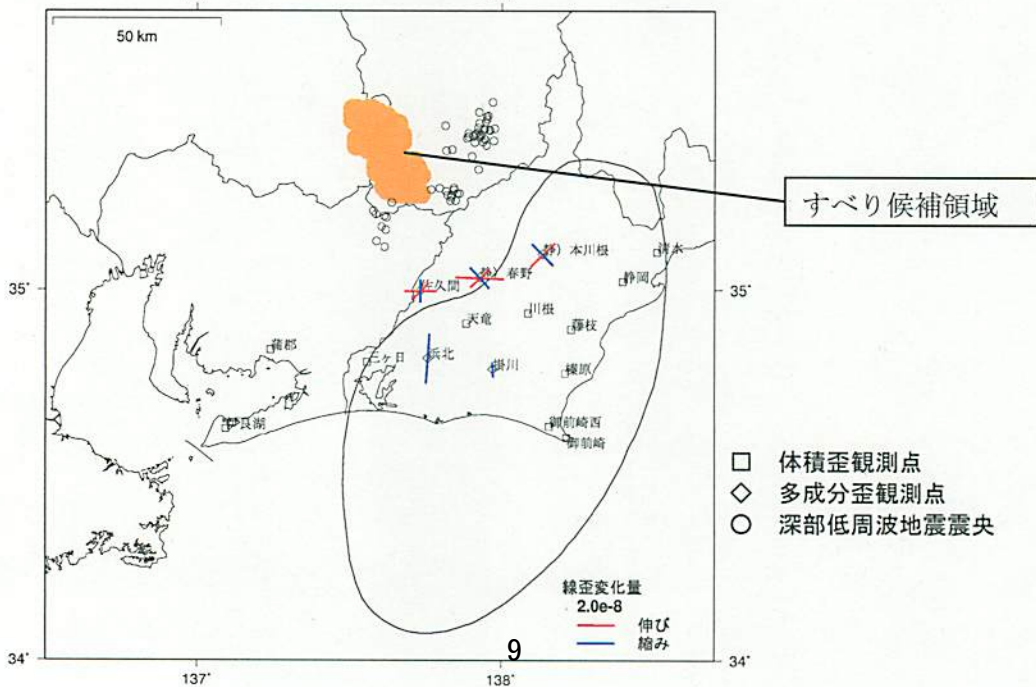 50 km
すべり候補領域
静）本川根
清水
静）春野
静岡
35°
佐久間
35°
川根
天竜
藤枝
蒲郡
三ヶ日
浜北
掛川
榛原
御前崎西
御前崎
体積歪観測点
多成分歪観測点
深部低周波地震震央
線歪変化量
2.0e-8
伸び
縮み
34°
9
34°
137°
138°